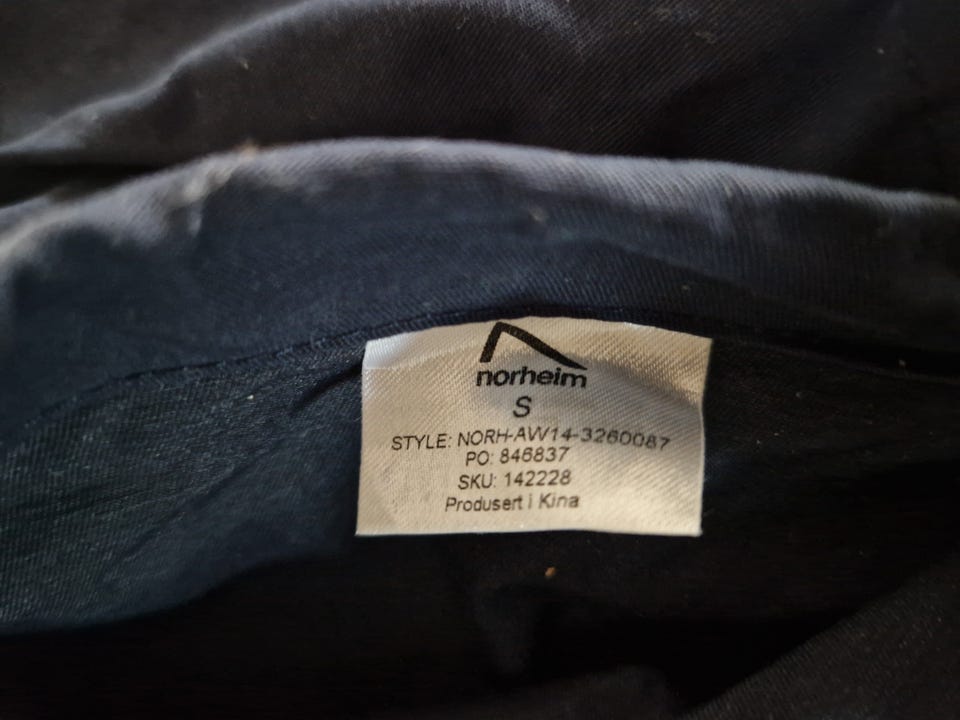 norheim
S
STYLE: NORH-AW14-3260087
PO: 846837
SKU: 142228
Produsert i Kina